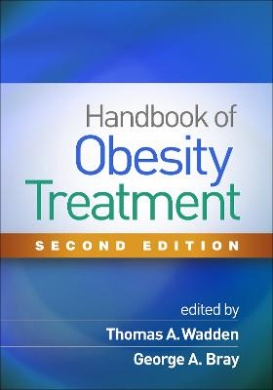 Handbook of
Obesity
Treatment
SECOND EDITION
edited by
Thomas A. Wadden
George A. Bray